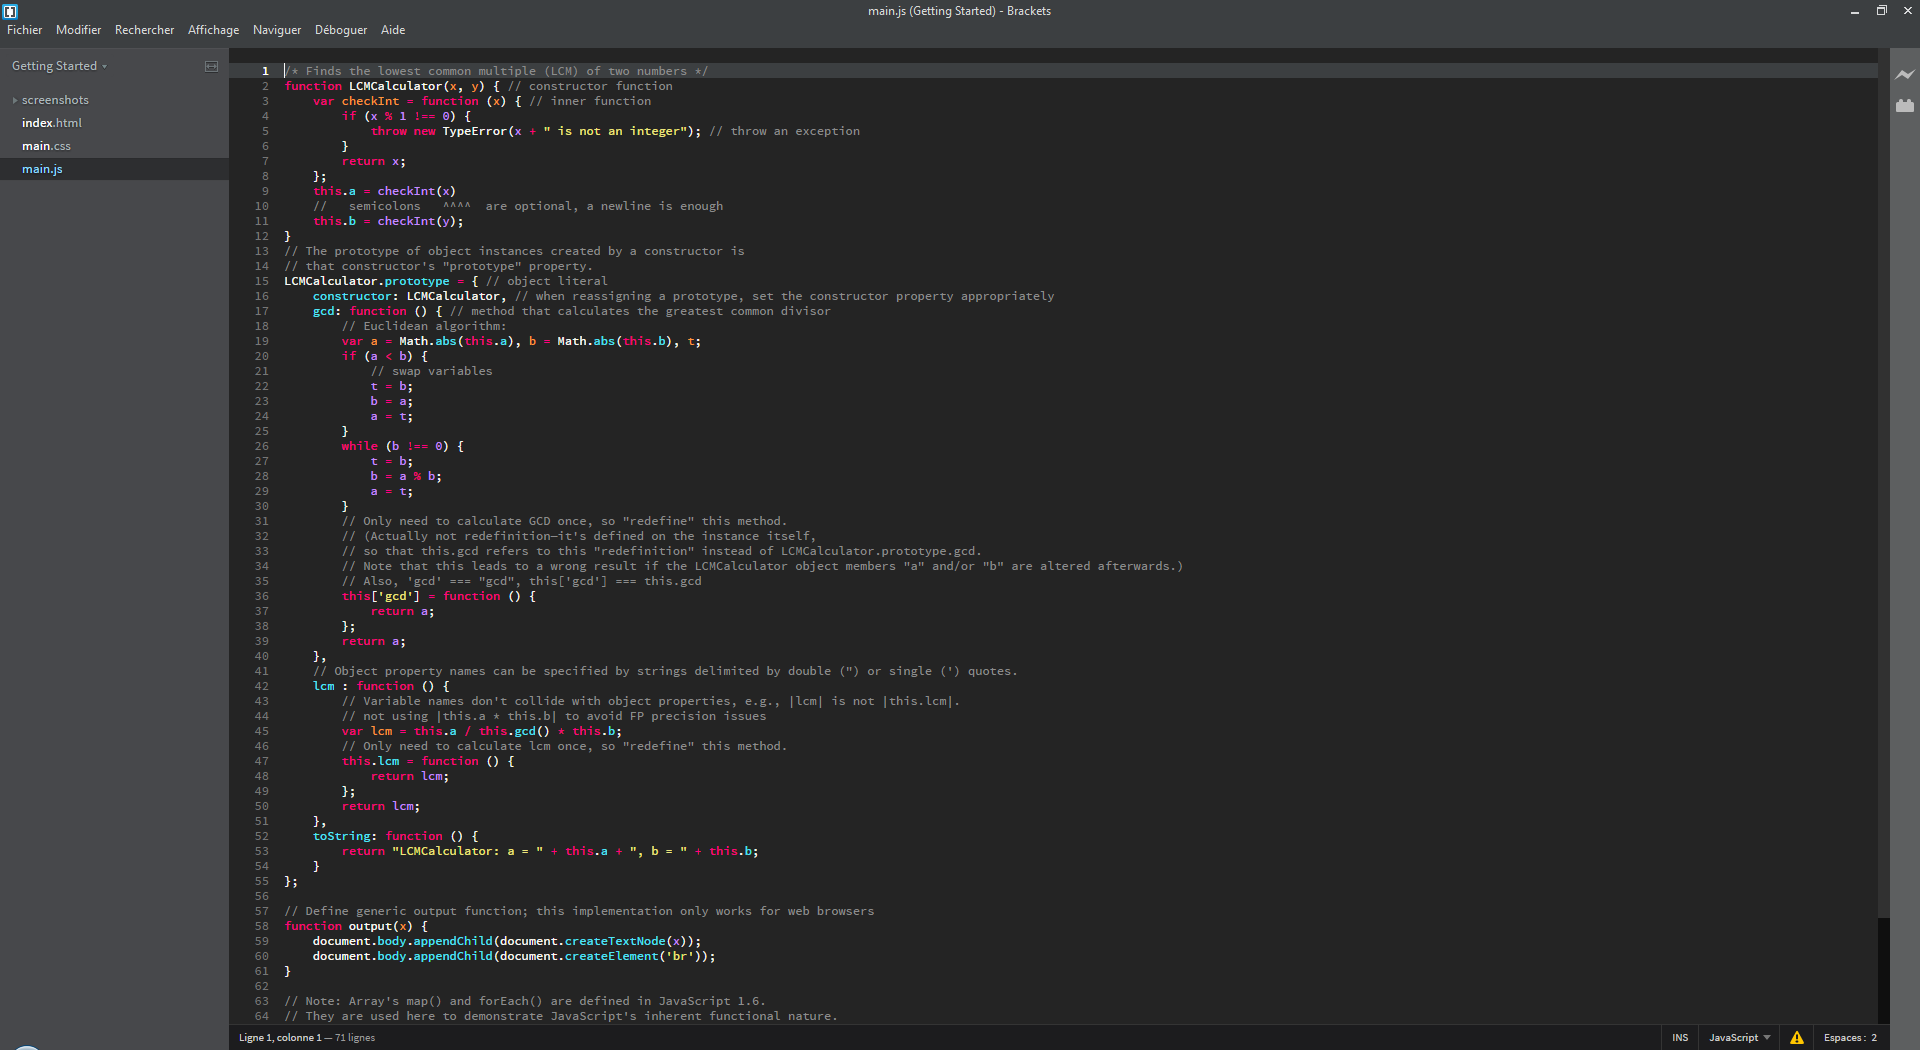 main.js (Getting Started) - Brackets
Fichier Modifier Rechercher Affichage Naviguer Déboguer Aide
Getting Started
screenshots
index.html
main.css
main.js
1 /* Finds the lowest common multiple (LCM) of two numbers */
2 function LCMCalculator(x, y) { // constructor function
3     var checkInt = function (x) { // inner function
4         if (x % 1 !== 0) {
5             throw new TypeError(x + " is not an integer"); // throw an exception
6         }
7         return x;
8     };
9     this.a = checkInt(x)
10     //   semicolons   ^^^^  are optional, a newline is enough
11     this.b = checkInt(y);
12 }
13 // The prototype of object instances created by a constructor is
14 // that constructor's "prototype" property.
15 LCMCalculator.prototype = { // object literal
16     constructor: LCMCalculator, // when reassigning a prototype, set the constructor property appropriately
17     gcd: function () { // method that calculates the greatest common divisor
18         // Euclidean algorithm:
19         var a = Math.abs(this.a), b = Math.abs(this.b), t;
20         if (a < b) {
21             // swap variables
22             t = b;
23             b = a;
24             a = t;
25         }
26         while (b !== 0) {
27             t = b;
28             b = a % b;
29             a = t;
30         }
31         // Only need to calculate GCD once, so "redefine" this method.
32         // (Actually not redefinition—it's defined on the instance itself,
33         // so that this.gcd refers to this "redefinition" instead of LCMCalculator.prototype.gcd.
34         // Note that this leads to a wrong result if the LCMCalculator object members "a" and/or "b" are altered afterwards.)
35         // Also, 'gcd' === "gcd", this['gcd'] === this.gcd
36         this['gcd'] = function () {
37             return a;
38         };
39         return a;
40     },
41     // Object property names can be specified by strings delimited by double (") or single (') quotes.
42     lcm : function () {
43         // Variable names don't collide with object properties, e.g., |lcm| is not |this.lcm|.
44         // not using |this.a * this.b| to avoid FP precision issues
45         var lcm = this.a / this.gcd() * this.b;
46         // Only need to calculate lcm once, so "redefine" this method.
47         this.lcm = function () {
48             return lcm;
49         };
50         return lcm;
51     },
52     toString: function () {
53         return "LCMCalculator: a = " + this.a + ", b = " + this.b;
54     }
55 };
56
57 // Define generic output function; this implementation only works for web browsers
58 function output(x) {
59     document.body.appendChild(document.createTextNode(x));
60     document.body.appendChild(document.createElement('br'));
61 }
62
63 // Note: Array's map() and forEach() are defined in JavaScript 1.6.
64 // They are used here to demonstrate JavaScript's inherent functional nature.
Ligne 1, colonne 1 — 71 lignes INS JavaScript Espaces : 2